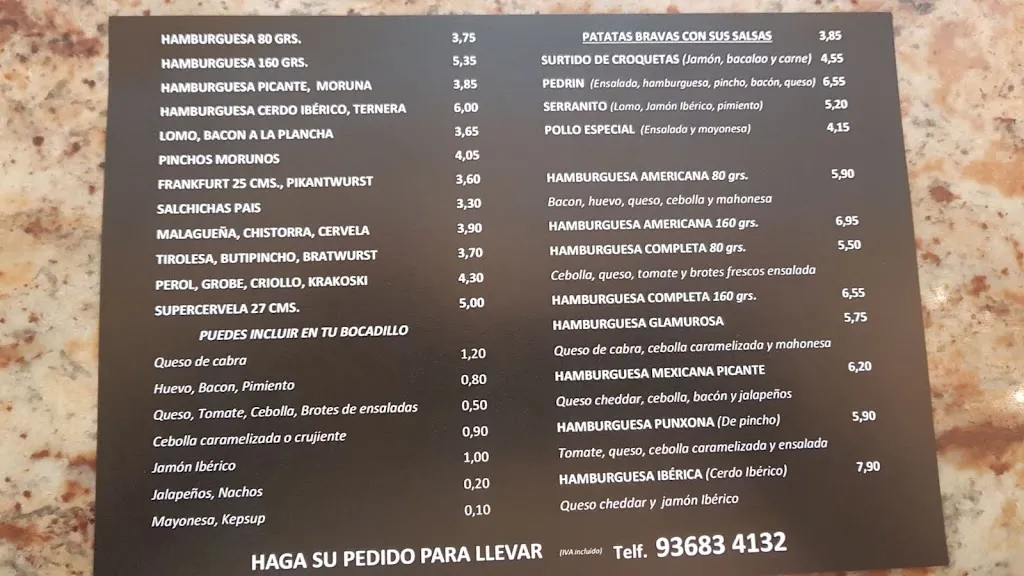 HAMBURGUESA 80 GRS. 3,75
HAMBURGUESA 160 GRS. 5,35
HAMBURGUESA PICANTE, MORUNA 3,85
HAMBURGUESA CERDO IBÉRICO, TERNERA 6,00
LOMO, BACON A LA PLANCHA 3,65
PINCHOS MORUNOS 4,05
FRANKFURT 25 CMS., PIKANTWURST 3,60
SALCHICHAS PAIS 3,30
MALAGUEÑA, CHISTORRA, CERVELA 3,90
TIROLESA, BUTIPINCHO, BRATWURST 3,70
PEROL, GROBE, CRIOLLO, KRAKOSKI 4,30
SUPERCERVELA 27 CMS. 5,00
PUEDES INCLUIR EN TU BOCADILLO
Queso de cabra 1,20
Huevo, Bacon, Pimiento 0,80
Queso, Tomate, Cebolla, Brotes de ensaladas 0,50
Cebolla caramelizada o crujiente 0,90
Jamón Ibérico 1,00
Jalapeños, Nachos 0,20
Mayonesa, Kepsup 0,10
PATATAS BRAVAS CON SUS SALSAS 3,85
SURTIDO DE CROQUETAS (Jamón, bacalao y carne) 4,55
PEDRIN (Ensalada, hamburguesa, pincho, bacón, queso) 6,55
SERRANITO (Lomo, Jamón Ibérico, pimiento) 5,20
POLLO ESPECIAL (Ensalada y mayonesa) 4,15
HAMBURGUESA AMERICANA 80 grs. 5,90
Bacon, huevo, queso, cebolla y mahonesa
HAMBURGUESA AMERICANA 160 grs. 6,95
HAMBURGUESA COMPLETA 80 grs. 5,50
Cebolla, queso, tomate y brotes frescos ensalada
HAMBURGUESA COMPLETA 160 grs. 6,55
HAMBURGUESA GLAMUROSA 5,75
Queso de cabra, cebolla caramelizada y mahonesa
HAMBURGUESA MEXICANA PICANTE 6,20
Queso cheddar, cebolla, bacón y jalapeños
HAMBURGUESA PUNXONA (De pincho) 5,90
Tomate, queso, cebolla caramelizada y ensalada
HAMBURGUESA IBÉRICA (Cerdo Ibérico) 7,90
Queso cheddar y jamón Ibérico
HAGA SU PEDIDO PARA LLEVAR (IVA incluido) Telf. 93683 4132